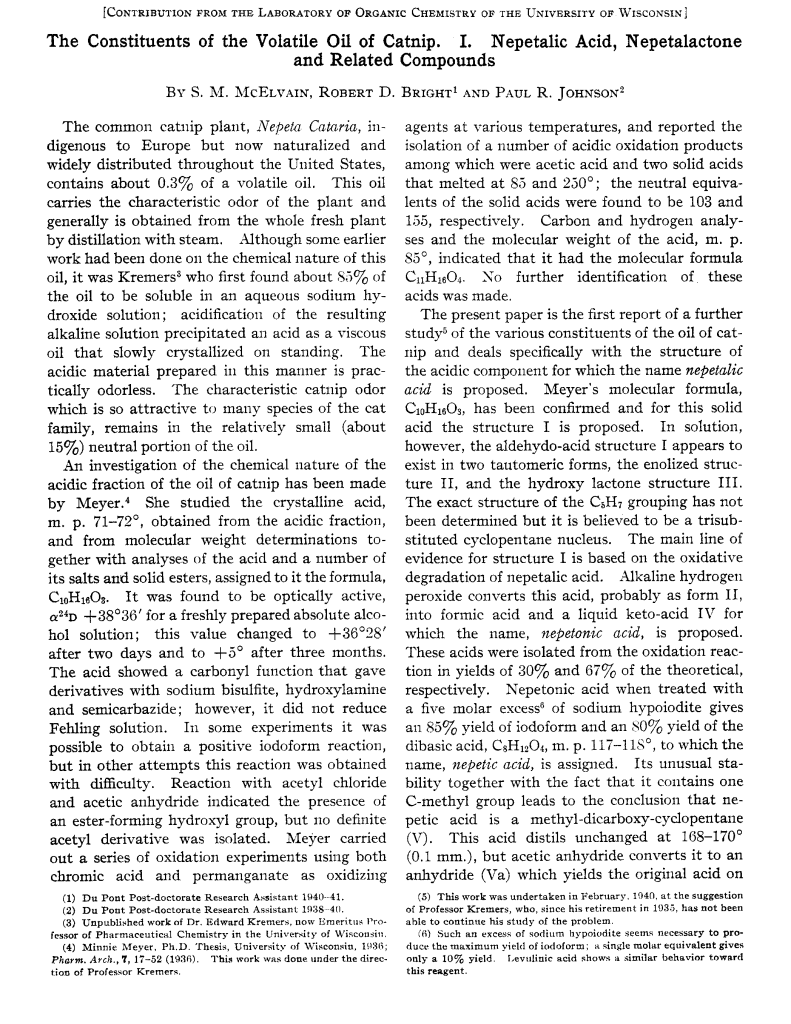 [CONTRIBUTION FROM THE LABORATORY OF ORGANIC CHEMISTRY OF THE UNIVERSITY OF WISCONSIN]
The Constituents of the Volatile Oil of Catnip. I. Nepetalic Acid, Nepetalactone
and Related Compounds
BY S. M. MCELVAIN, ROBERT D. BRIGHT¹ AND PAUL R. JOHNSON²
The common catnip plant, Nepeta Cataria, in-
digenous to Europe but now naturalized and
widely distributed throughout the United States,
contains about 0.3% of a volatile oil. This oil
carries the characteristic odor of the plant and
generally is obtained from the whole fresh plant
by distillation with steam. Although some earlier
work had been done on the chemical nature of this
oil, it was Kremers³ who first found about 85% of
the oil to be soluble in an aqueous sodium hy-
droxide solution; acidification of the resulting
alkaline solution precipitated an acid as a viscous
oil that slowly crystallized on standing. The
acidic material prepared in this manner is prac-
tically odorless. The characteristic catnip odor
which is so attractive to many species of the cat
family, remains in the relatively small (about
15%) neutral portion of the oil.
An investigation of the chemical nature of the
acidic fraction of the oil of catnip has been made
by Meyer.⁴ She studied the crystalline acid,
m. p. 71–72°, obtained from the acidic fraction,
and from molecular weight determinations to-
gether with analyses of the acid and a number of
its salts and solid esters, assigned to it the formula,
C₁₀H₁₆O₃. It was found to be optically active,
α²⁴D +38°36′ for a freshly prepared absolute alco-
hol solution; this value changed to +36°28′
after two days and to +5° after three months.
The acid showed a carbonyl function that gave
derivatives with sodium bisulfite, hydroxylamine
and semicarbazide; however, it did not reduce
Fehling solution. In some experiments it was
possible to obtain a positive iodoform reaction,
but in other attempts this reaction was obtained
with difficulty. Reaction with acetyl chloride
and acetic anhydride indicated the presence of
an ester-forming hydroxyl group, but no definite
acetyl derivative was isolated. Meyer carried
out a series of oxidation experiments using both
chromic acid and permanganate as oxidizing
(1) Du Pont Post-doctorate Research Assistant 1940–41.
(2) Du Pont Post-doctorate Research Assistant 1938–40.
(3) Unpublished work of Dr. Edward Kremers, now Emeritus Pro-
fessor of Pharmaceutical Chemistry in the University of Wisconsin.
(4) Minnie Meyer, Ph.D. Thesis, University of Wisconsin, 1936;
Pharm. Arch., 7, 17–52 (1936). This work was done under the direc-
tion of Professor Kremers.
agents at various temperatures, and reported the
isolation of a number of acidic oxidation products
among which were acetic acid and two solid acids
that melted at 85 and 250°; the neutral equiva-
lents of the solid acids were found to be 103 and
155, respectively. Carbon and hydrogen analy-
ses and the molecular weight of the acid, m. p.
85°, indicated that it had the molecular formula
C₁₁H₁₆O₄. No further identification of these
acids was made.
The present paper is the first report of a further
study⁵ of the various constituents of the oil of cat-
nip and deals specifically with the structure of
the acidic component for which the name nepetalic
acid is proposed. Meyer's molecular formula,
C₁₀H₁₆O₃, has been confirmed and for this solid
acid the structure I is proposed. In solution,
however, the aldehydo-acid structure I appears to
exist in two tautomeric forms, the enolized struc-
ture II, and the hydroxy lactone structure III.
The exact structure of the C₅H₇ grouping has not
been determined but it is believed to be a trisub-
stituted cyclopentane nucleus. The main line of
evidence for structure I is based on the oxidative
degradation of nepetalic acid. Alkaline hydrogen
peroxide converts this acid, probably as form II,
into formic acid and a liquid keto-acid IV for
which the name, nepetonic acid, is proposed.
These acids were isolated from the oxidation reac-
tion in yields of 30% and 67% of the theoretical,
respectively. Nepetonic acid when treated with
a five molar excess⁶ of sodium hypoiodite gives
an 85% yield of iodoform and an 80% yield of the
dibasic acid, C₈H₁₂O₄, m. p. 117–118°, to which the
name, nepetic acid, is assigned. Its unusual sta-
bility together with the fact that it contains one
C-methyl group leads to the conclusion that ne-
petic acid is a methyl-dicarboxy-cyclopentane
(V). This acid distils unchanged at 168–170°
(0.1 mm.), but acetic anhydride converts it to an
anhydride (Va) which yields the original acid on
(5) This work was undertaken in February, 1940, at the suggestion
of Professor Kremers, who, since his retirement in 1935, has not been
able to continue his study of the problem.
(6) Such an excess of sodium hypoiodite seems necessary to pro-
duce the maximum yield of iodoform; a single molar equivalent gives
only a 10% yield. Levulinic acid shows a similar behavior toward
this reagent.